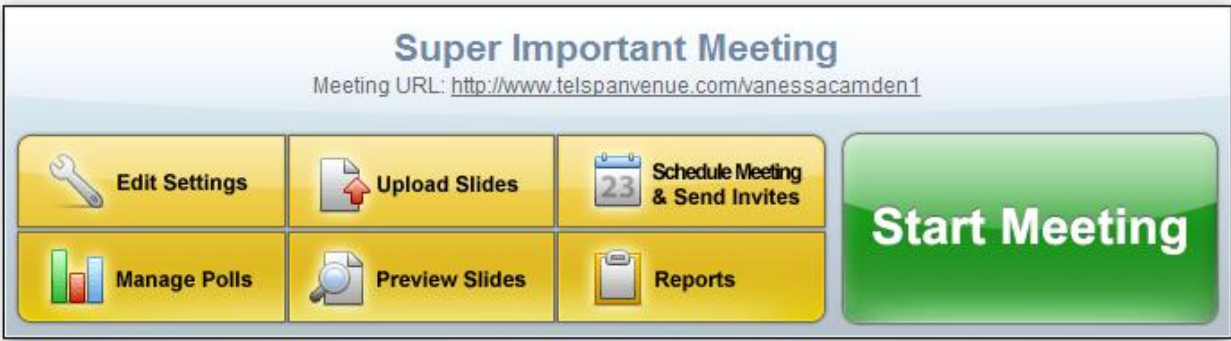 Super Important Meeting
Meeting URL: http://www.telspanvenue.com/vanessacamden1
Edit Settings
Upload Slides
23
Schedule Meeting
& Send Invites
Start Meeting
Manage Polls
Preview Slides
Reports